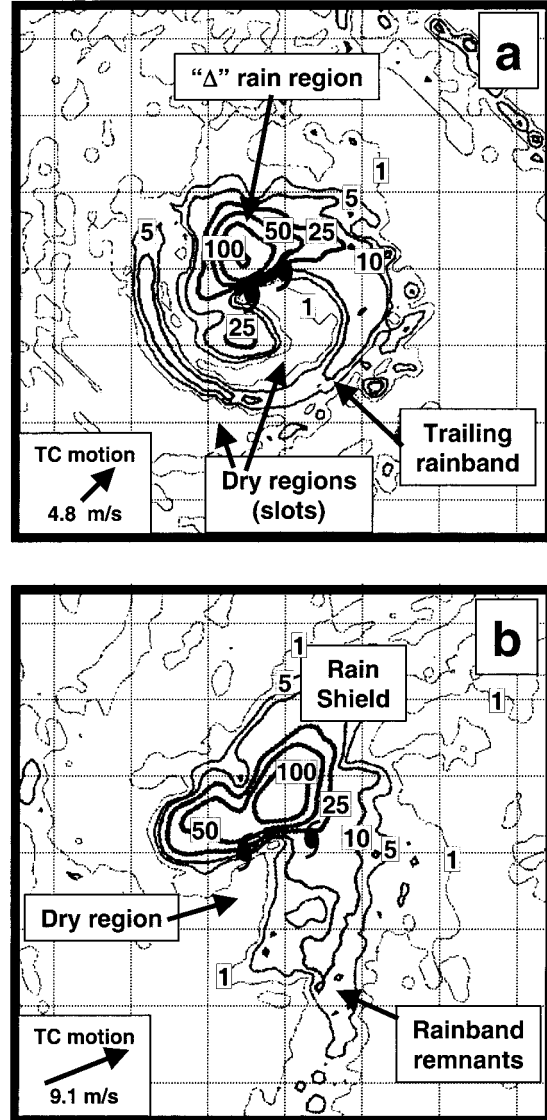 a
“Δ” rain region
1
5
5
50
25
100
10
1
25
Trailing
rainband
TC motion
4.8 m/s
Dry regions
(slots)
b
1
Rain
Shield
5
1
100
25
50
10
5
1
Dry region
1
TC motion
9.1 m/s
Rainband
remnants